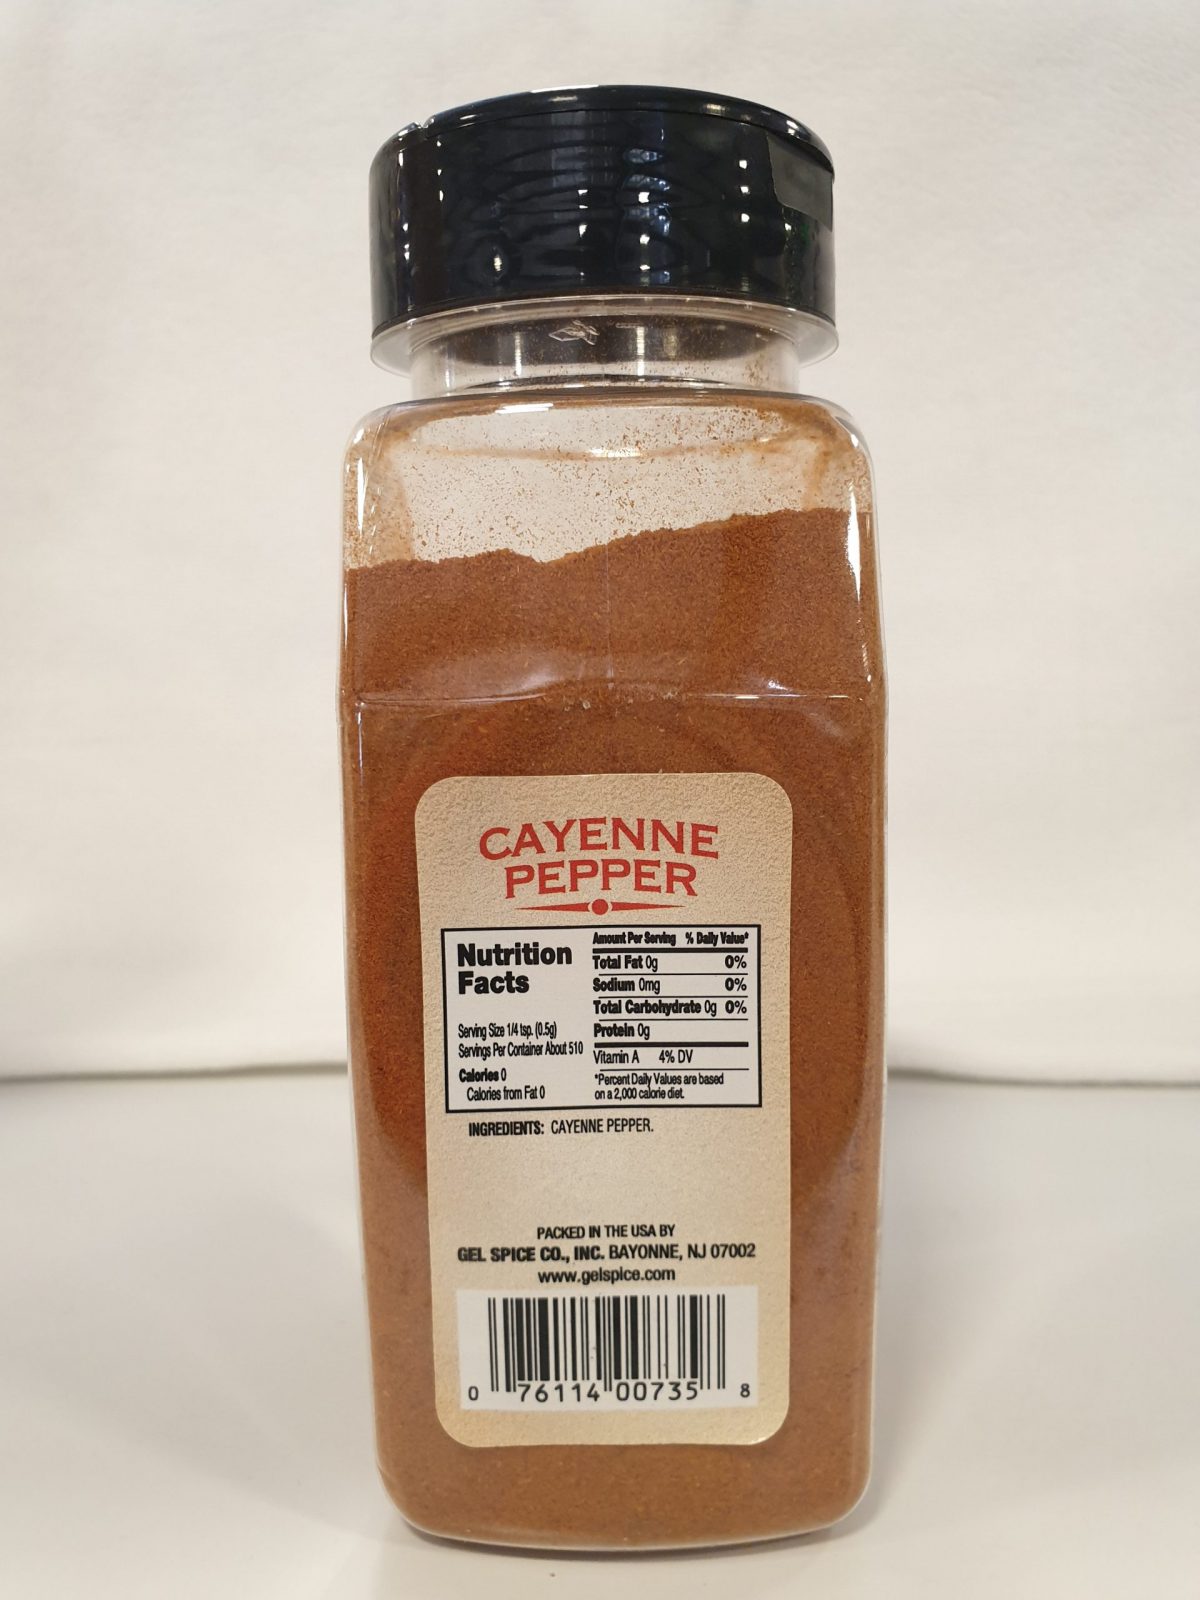 CAYENNE
PEPPER
Nutrition
Facts
Serving Size 1/4 tsp. (0.5g)
Servings Per Container About 510
Calories 0
Calories from Fat 0
Amount Per Serving % Daily Value*
Total Fat 0g 0%
Sodium 0mg 0%
Total Carbohydrate 0g 0%
Protein 0g
Vitamin A 4% DV
*Percent Daily Values are based
on a 2,000 calorie diet.
INGREDIENTS: CAYENNE PEPPER.
PACKED IN THE USA BY
GEL SPICE CO., INC. BAYONNE, NJ 07002
www.gelspice.com
0 76114 00735 8